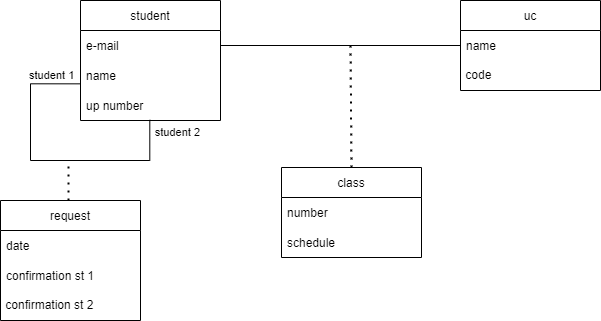 student
e-mail
name
up number
uc
name
code
student 1
student 2
class
number
schedule
request
date
confirmation st 1
confirmation st 2